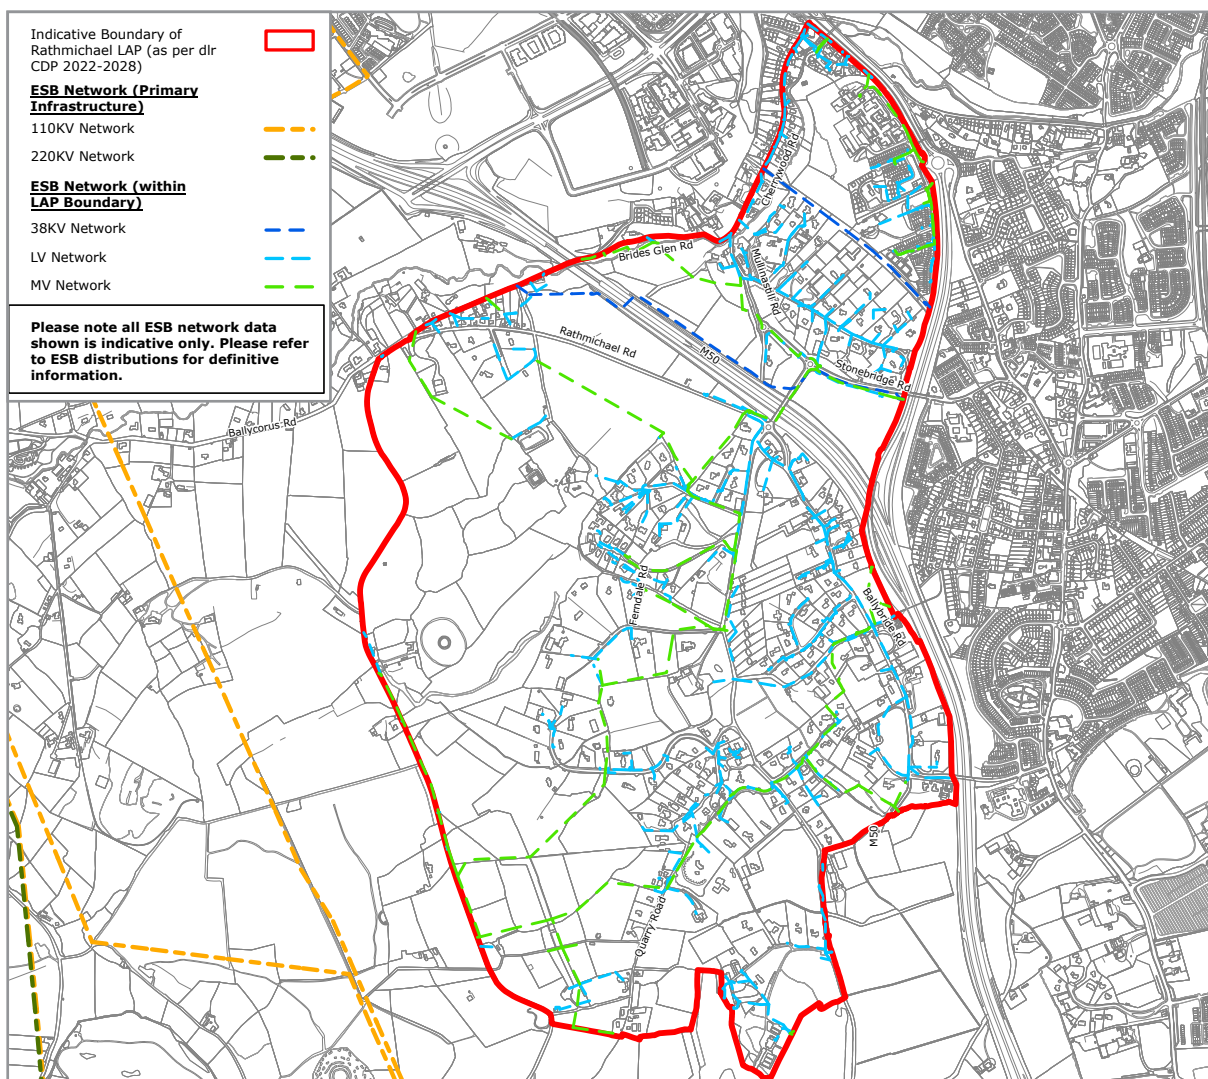 Indicative Boundary of
Rathmichael LAP (as per dlr
CDP 2022-2028)
ESB Network (Primary
Infrastructure)
110KV Network
220KV Network
ESB Network (within
LAP Boundary)
38KV Network
LV Network
MV Network
Please note all ESB network data
shown is indicative only. Please refer
to ESB distributions for definitive
information.
Cherrywood Rd
Brides Glen Rd
Mullinastill Rd
Rathmichael Rd
M50
Stonebridge Rd
Ballycorus Rd
Ferndale Rd
Ballybride Rd
M50
Quarry Road